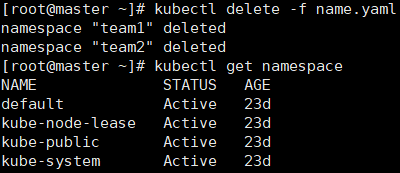 [root@master ~]# kubectl delete -f name.yaml
namespace "team1" deleted
namespace "team2" deleted
[root@master ~]# kubectl get namespace
NAME STATUS AGE
default Active 23d
kube-node-lease Active 23d
kube-public Active 23d
kube-system Active 23d